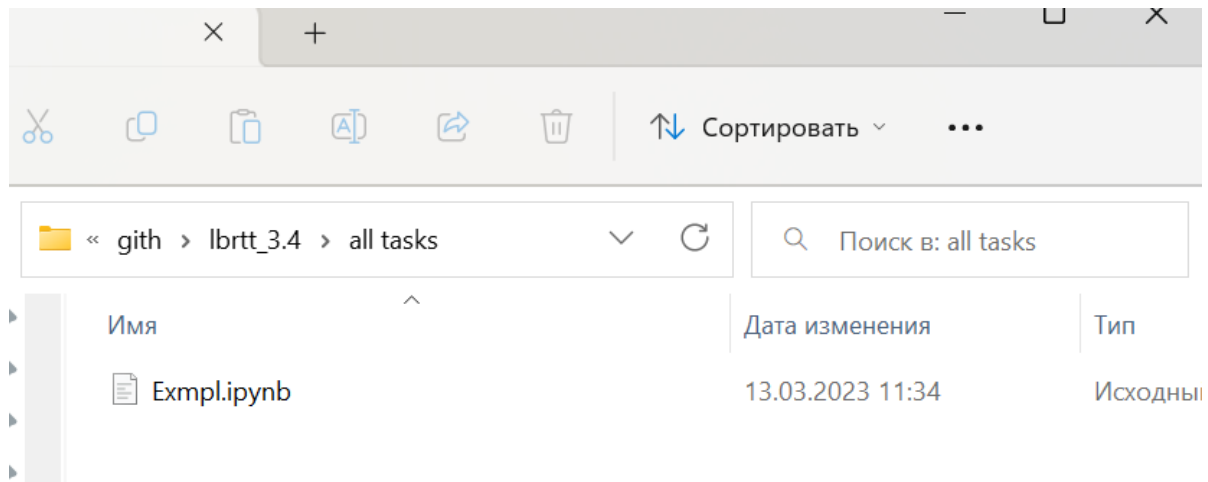 Сортировать
« gith > lbrtt_3.4 > all tasks
Поиск в: all tasks
Имя Дата изменения Тип
Exmpl.ipynb 13.03.2023 11:34